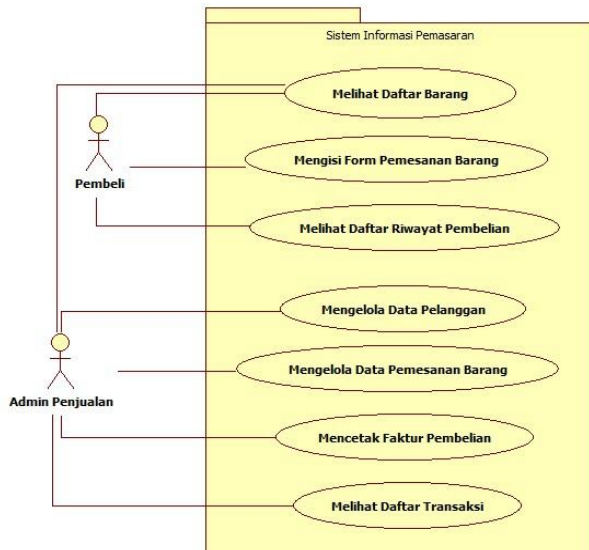 Sistem Informasi Pemasaran
Melihat Daftar Barang
Mengisi Form Pemesanan Barang
Pembeli
Melihat Daftar Riwayat Pembelian
Mengelola Data Pelanggan
Mengelola Data Pemesanan Barang
Admin Penjualan
Mencetak Faktur Pembelian
Melihat Daftar Transaksi